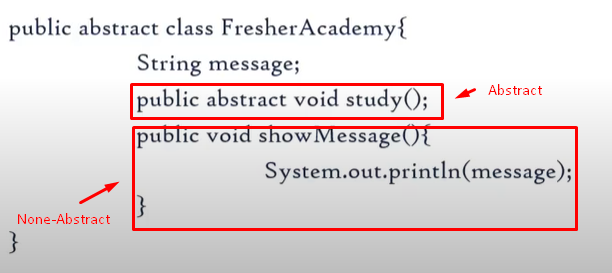 public abstract class FresherAcademy{
String message;
public abstract void study();
Abstract
public void showMessage(){
System.out.println(message);
}
None-Abstract
}